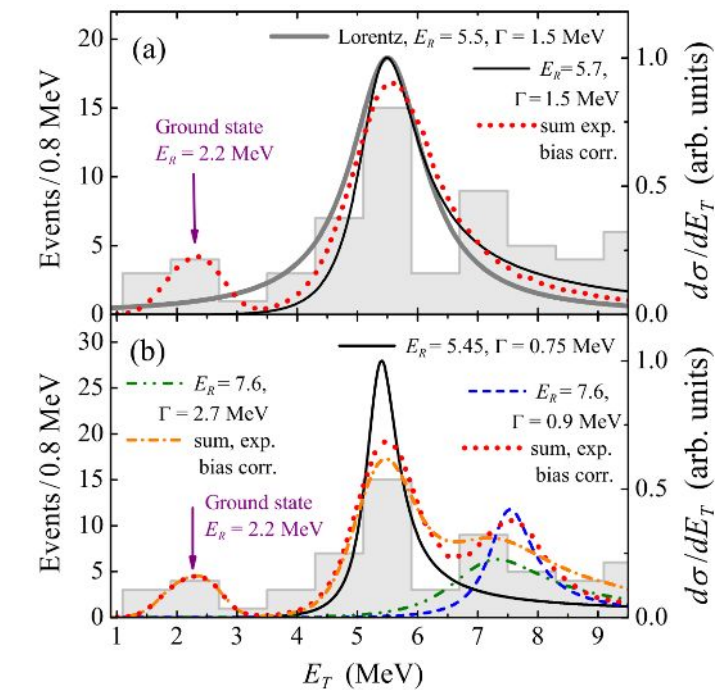 (a)
Lorentz, E_R = 5.5, Γ = 1.5 MeV
E_R=5.7,
Γ=1.5 MeV
sum exp.
bias corr.
Ground state
E_R = 2.2 MeV
Events / 0.8 MeV
20
15
10
5
0
1.0
0.5
0.0
dσ/dE_T (arb. units)
(b)
E_R = 5.45, Γ = 0.75 MeV
E_R = 7.6,
Γ = 2.7 MeV
sum, exp.
bias corr.
E_R = 7.6,
Γ = 0.9 MeV
sum, exp.
bias corr.
Ground state
E_R = 2.2 MeV
Events / 0.8 MeV
30
25
20
15
10
5
0
1.0
0.5
0.0
dσ/dE_T (arb. units)
1 2 3 4 5 6 7 8 9
E_T (MeV)